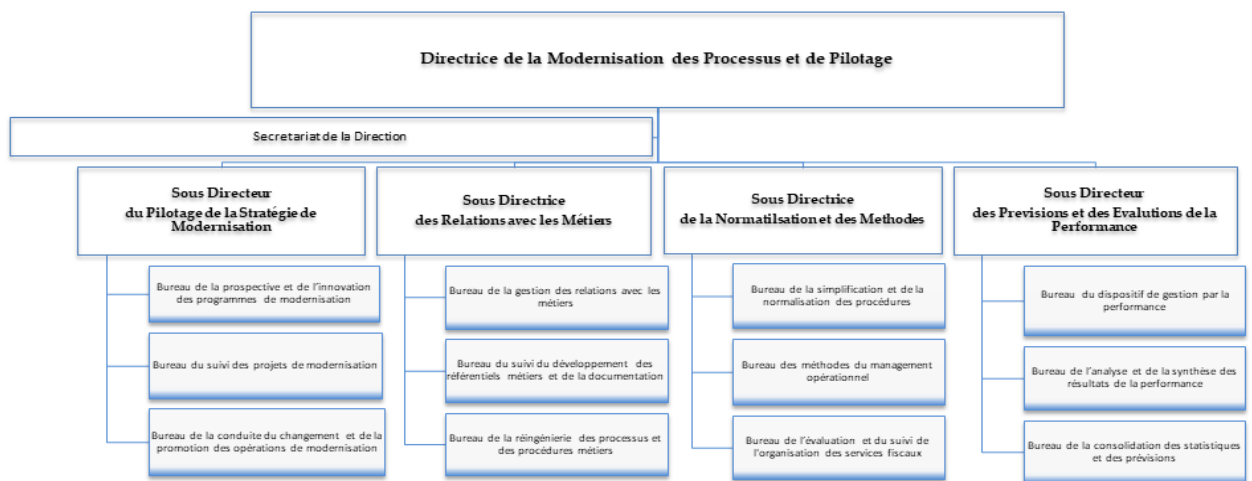 Directrice de la Modernisation des Processus et de Pilotage
Secretariat de la Direction
Sous Directeur
du Pilotage de la Stratégie de
Modernisation
Bureau de la prospective et de l'innovation
des programmes de modernisation
Bureau du suivi des projets de modernisation
Bureau de la conduite du changement et de la
promotion des opérations de modernisation
Sous Directrice
des Relations avec les Métiers
Bureau de la gestion des relations avec les
métiers
Bureau du suivi du développement des
référentiels métiers et de la documentation
Bureau de la réingénierie des processus et
des procédures métiers
Sous Directrice
de la Normatilsation et des Methodes
Bureau de la simplification et de la
normalisation des procédures
Bureau des méthodes du management
opérationnel
Bureau de l'évaluation et du suivi de
l'organisation des services fiscaux
Sous Directeur
des Previsions et des Evalutions de la
Performance
Bureau du dispositif de gestion par la
performance
Bureau de l'analyse et de la synthèse des
résultats de la performance
Bureau de la consolidation des statistiques
et des prévisions